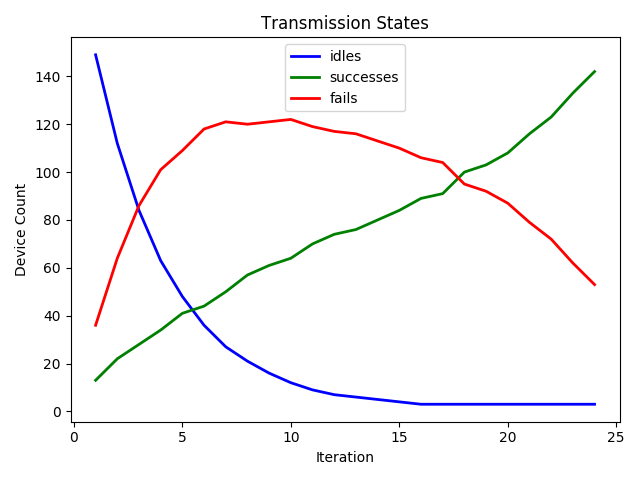 Transmission States
idles
successes
fails
Device Count
140
120
100
80
60
40
20
0
0 5 10 15 20 25
Iteration